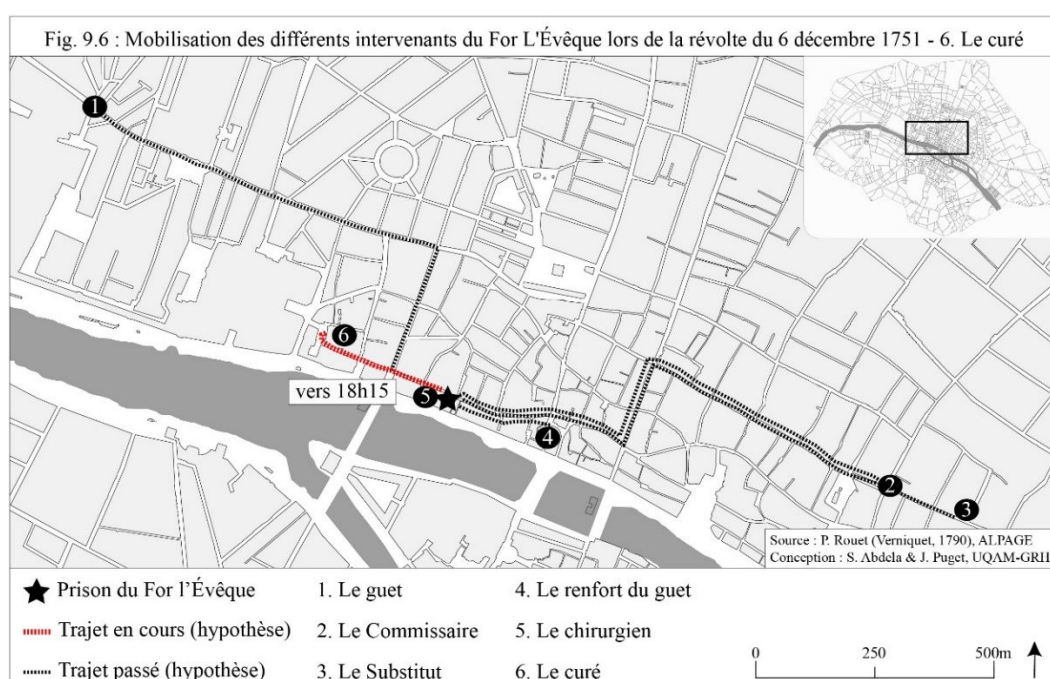 Fig. 9.6 : Mobilisation des différents intervenants du For L'Évêque lors de la révolte du 6 décembre 1751 - 6. Le curé
1
6
vers 18h15
5
4
2
3
Source : P. Rouet (Verniquet, 1790), ALPAGE
Conception : S. Abdela & J. Puget, UQAM-GRH
Prison du For l'Évêque
Trajet en cours (hypothèse)
Trajet passé (hypothèse)
1. Le guet
2. Le Commissaire
3. Le Substitut
4. Le renfort du guet
5. Le chirurgien
6. Le curé
0 250 500m